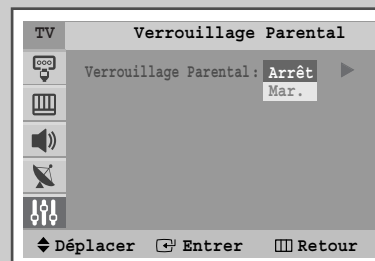 TV Verrouillage Parental
Verrouillage Parental: Arrêt
Mar.
Déplacer Entrer Retour